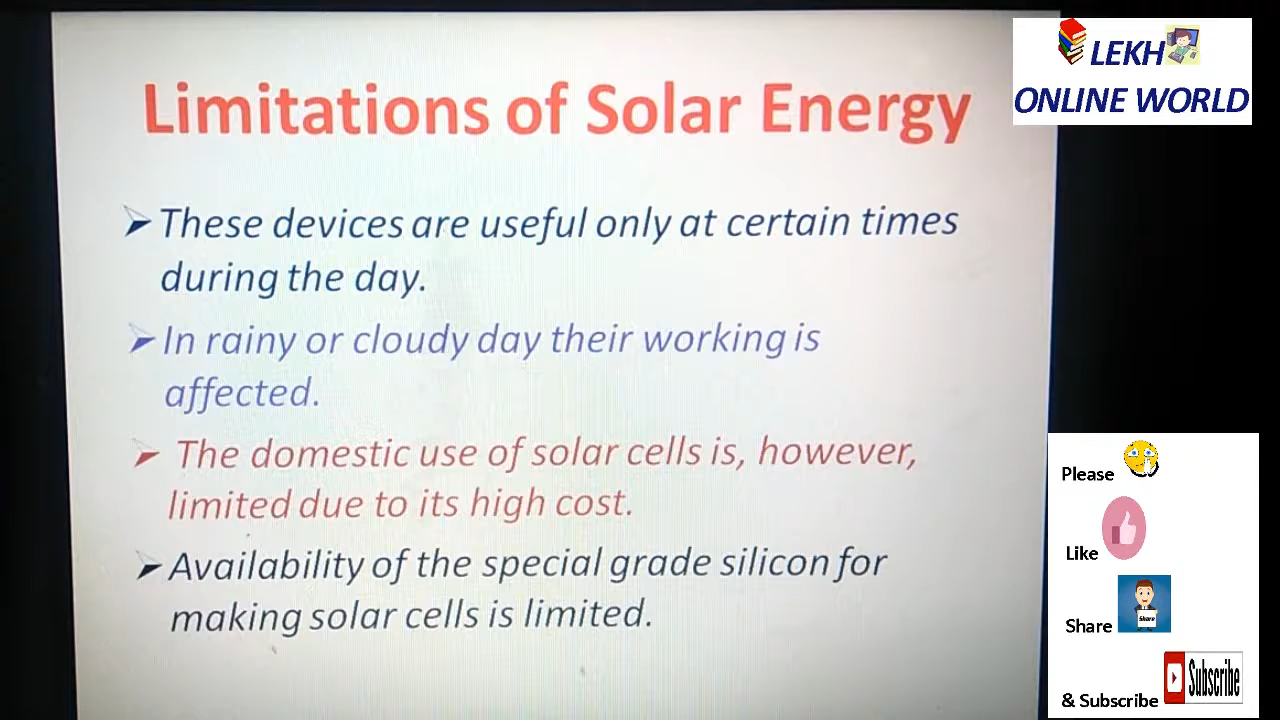 Limitations of Solar Energy
These devices are useful only at certain times
during the day.
In rainy or cloudy day their working is
affected.
The domestic use of solar cells is, however,
limited due to its high cost.
Availability of the special grade silicon for
making solar cells is limited.
LEKH
ONLINE WORLD
Please
Like
Share
Share
& Subscribe
Subscribe